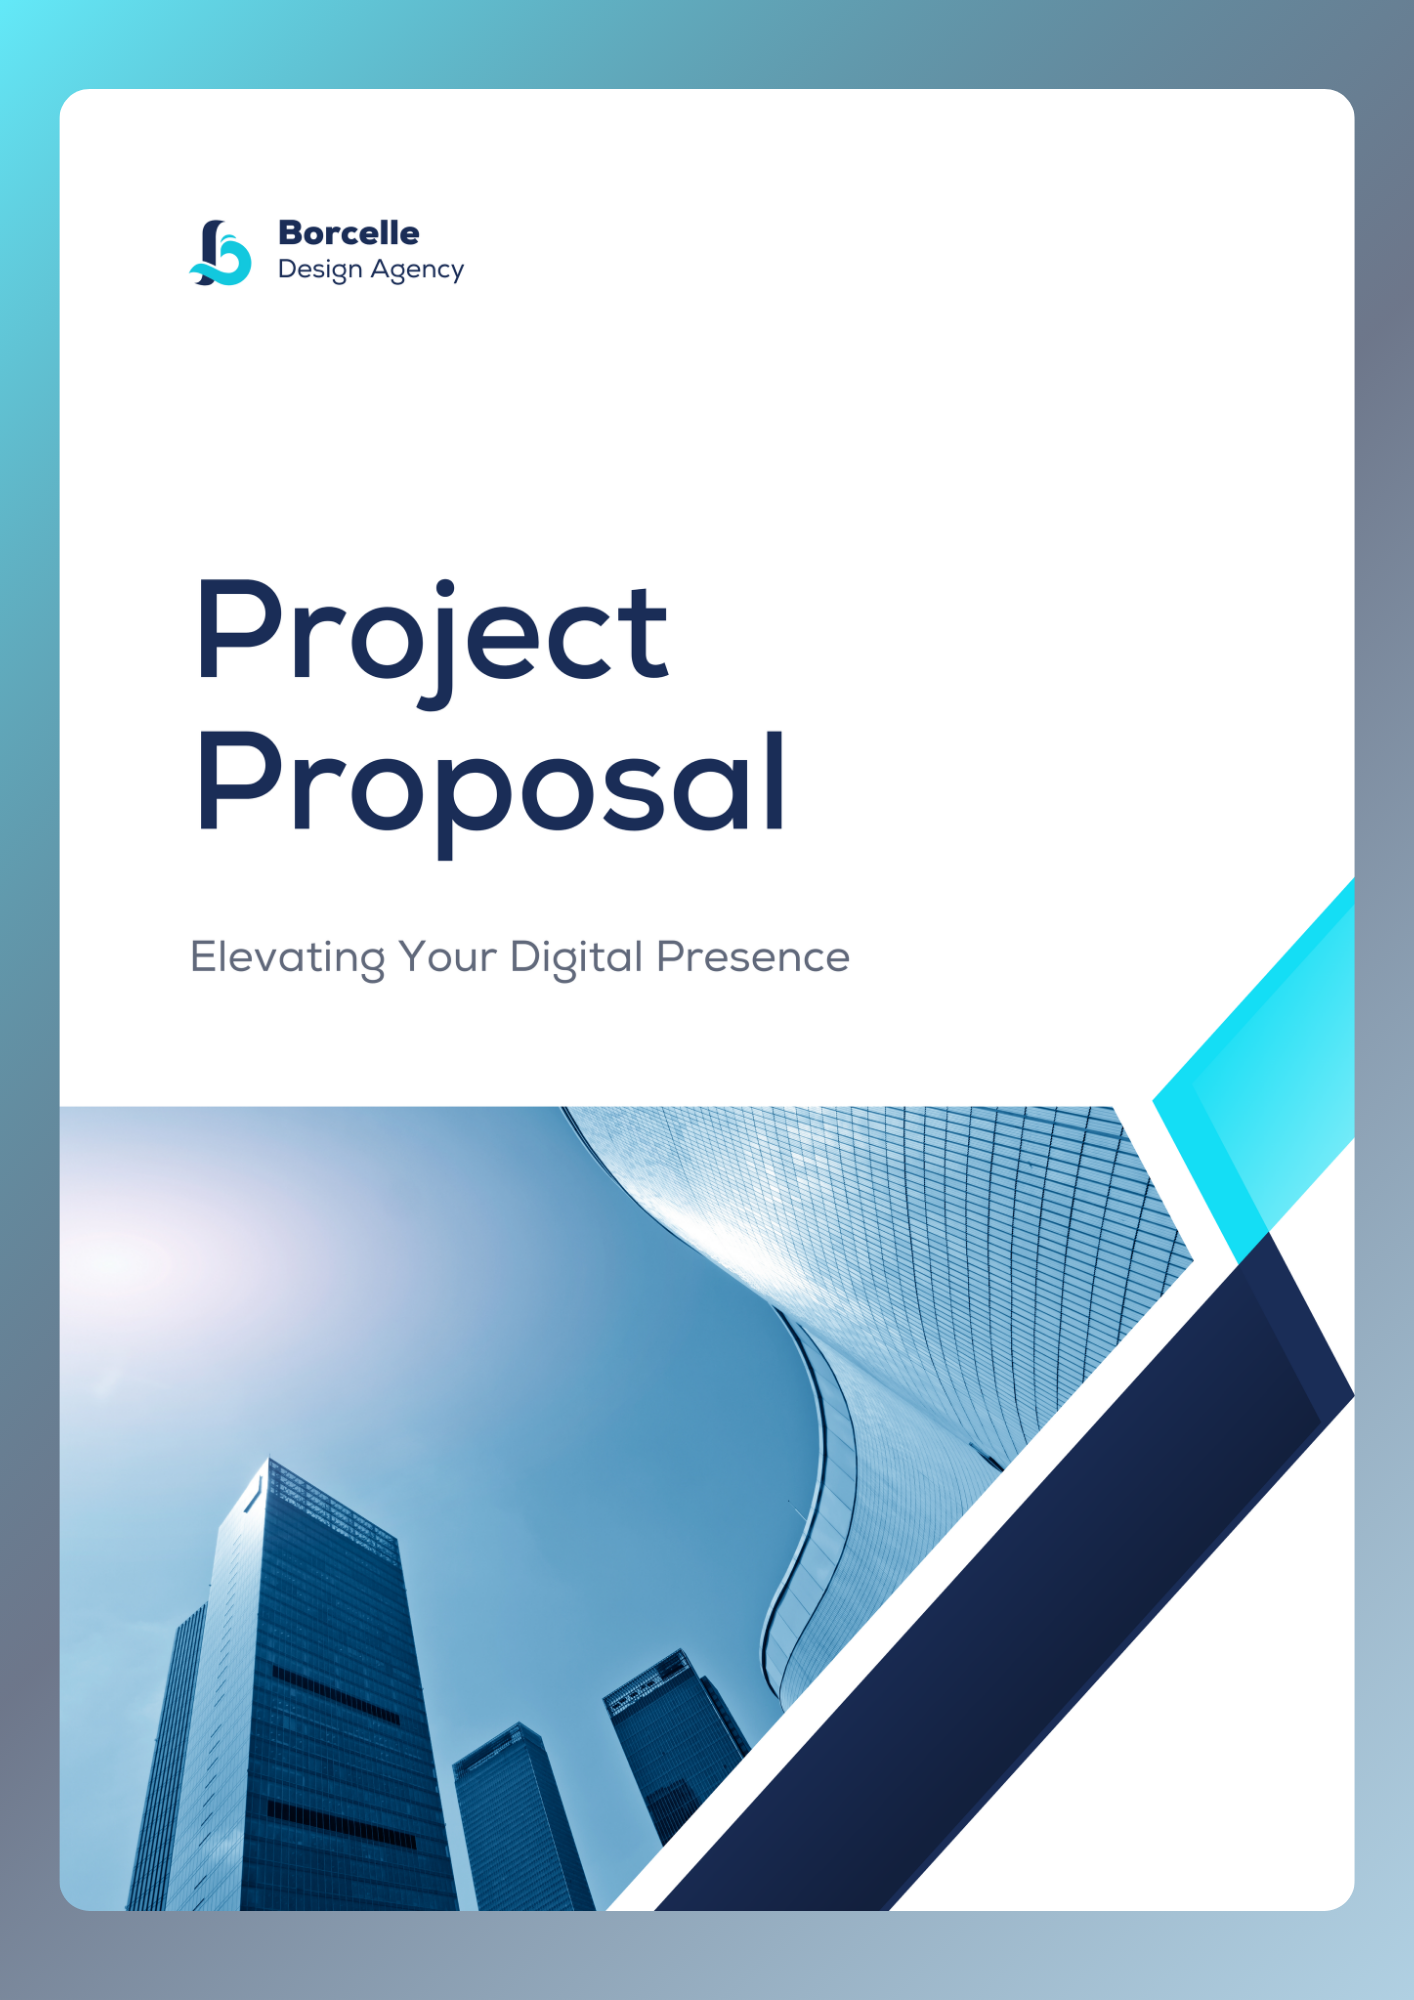 Borcelle
Design Agency
Project
Proposal
Elevating Your Digital Presence